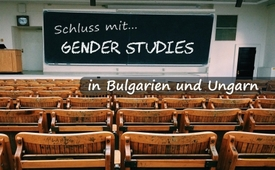 Schluss mit...
GENDER STUDIES
in Bulgarien und Ungarn